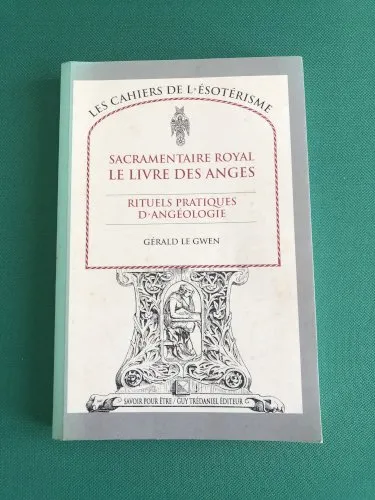 LES CAHIERS DE L'ÉSOTÉRISME
SACRAMENTAIRE ROYAL
LE LIVRE DES ANGES
RITUELS PRATIQUES
D'ANGÉOLOGIE
GÉRALD LE GWEN
SAVOIR POUR ÊTRE / GUY TRÉDANIEL ÉDITEUR